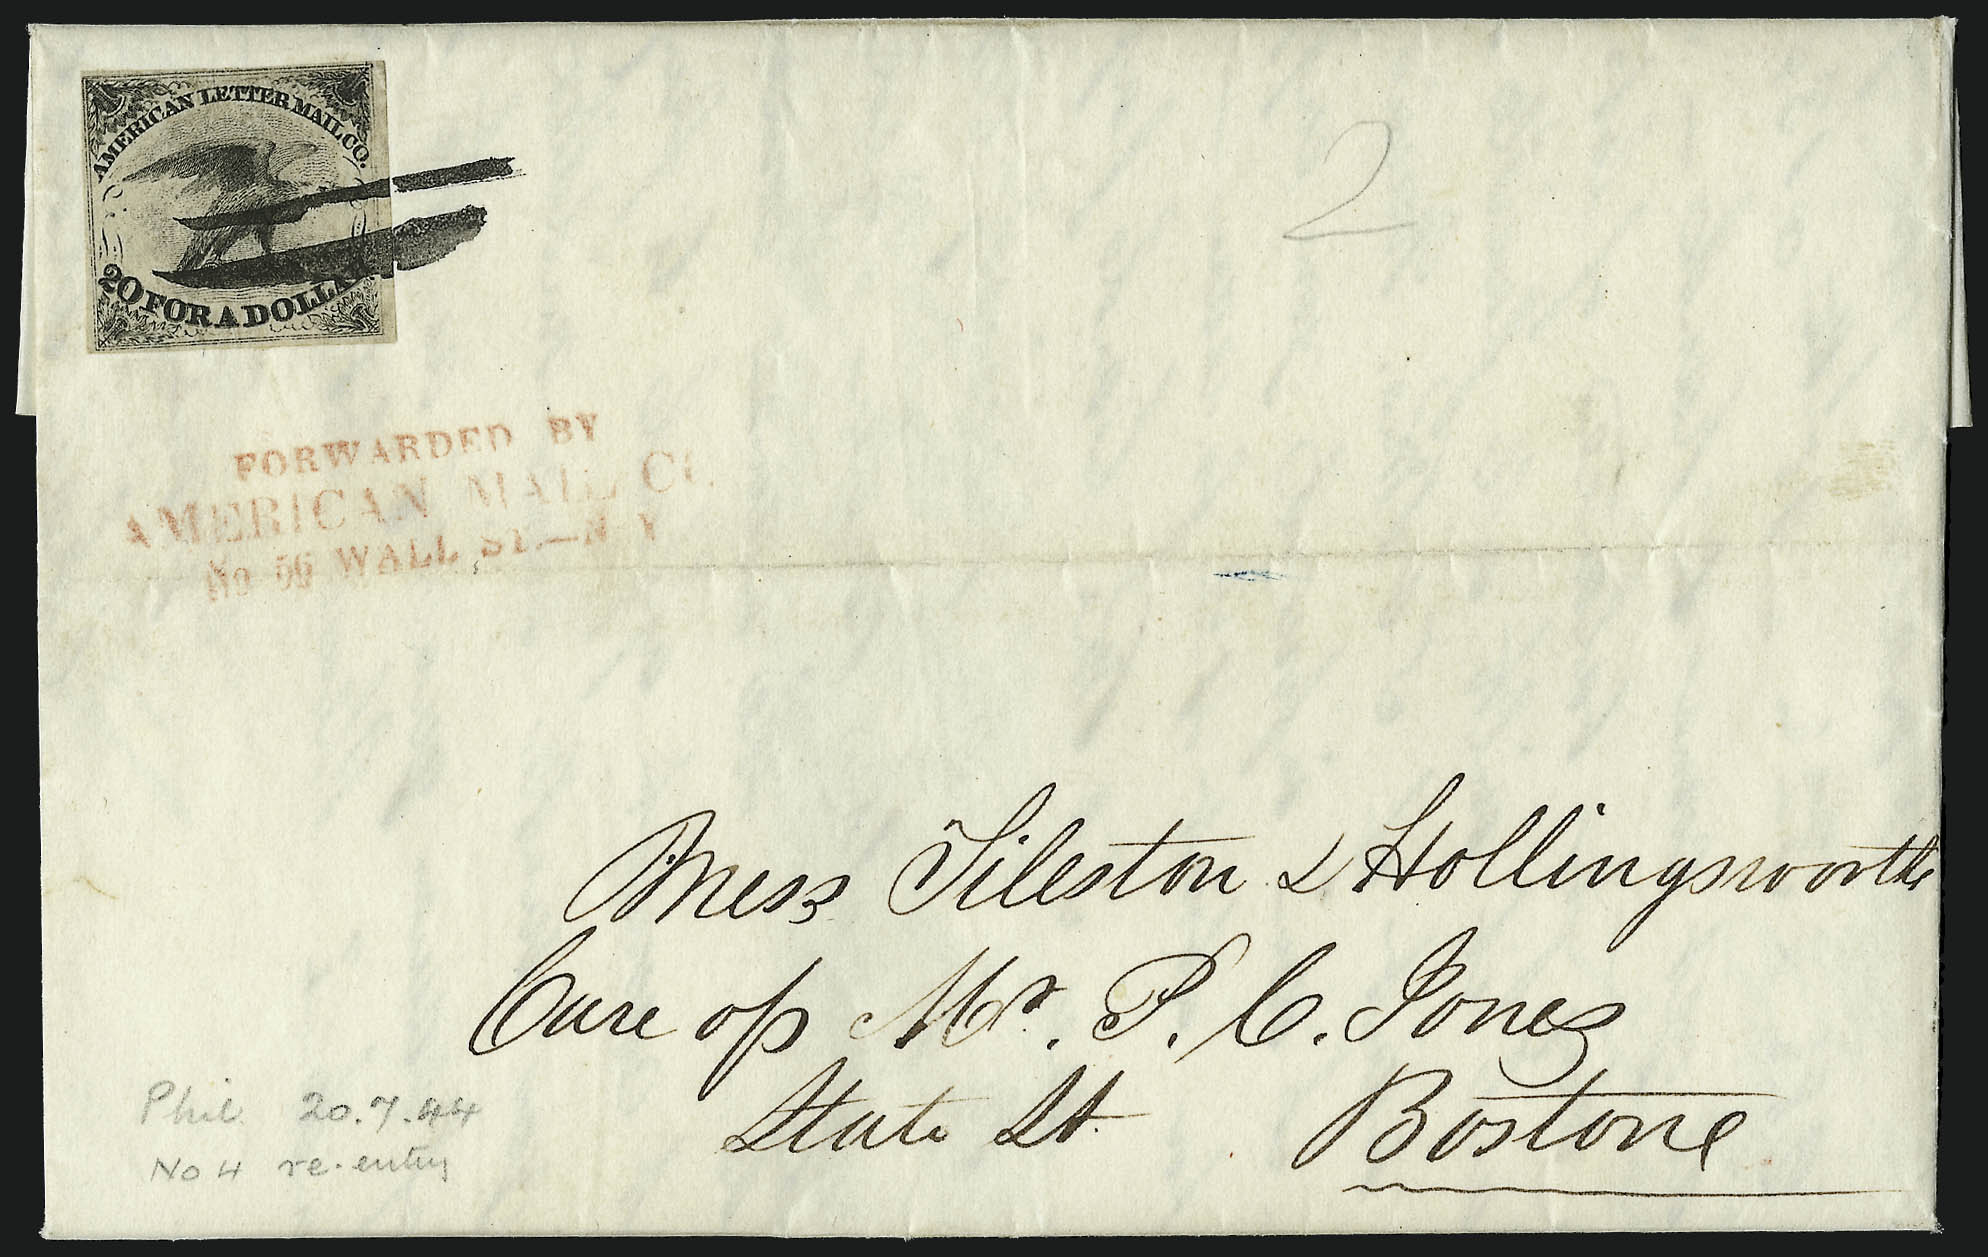 AMERICAN LETTER MAIL CO.
20 FOR A DOLLA
2
FORWARDED BY
AMERICAN MAIL CO
No 56 WALL ST.—N Y
Mess Tileston & Hollingsworth
Care of Mr. P. C. Jones
State St Boston
Phil 20.7.44
No 4 re-entry